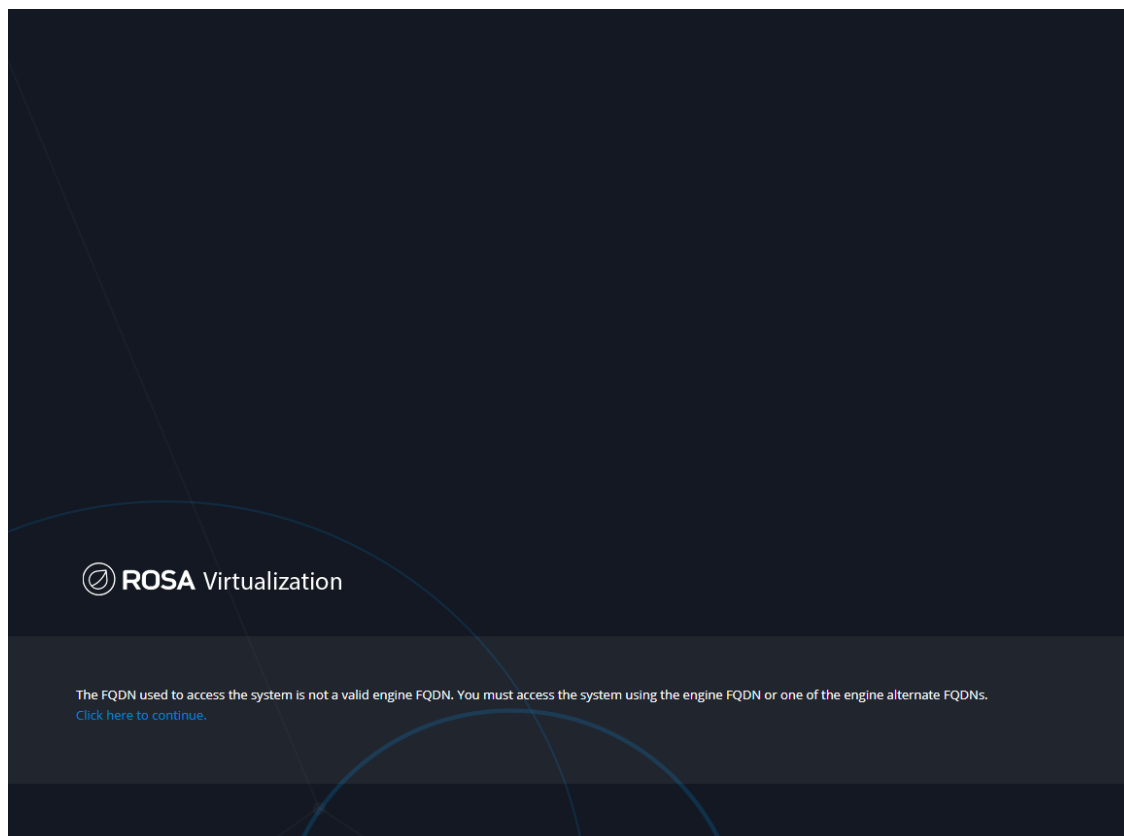 ROSA Virtualization
The FQDN used to access the system is not a valid engine FQDN. You must access the system using the engine FQDN or one of the engine alternate FQDNs.
Click here to continue.